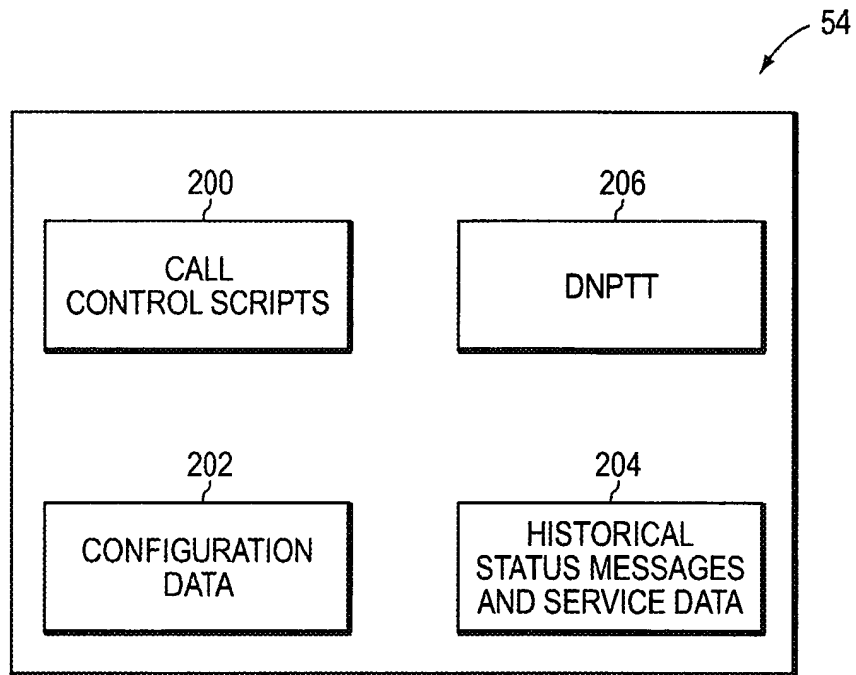 54
200
CALL
CONTROL SCRIPTS
206
DNPTT
202
CONFIGURATION
DATA
204
HISTORICAL
STATUS MESSAGES
AND SERVICE DATA